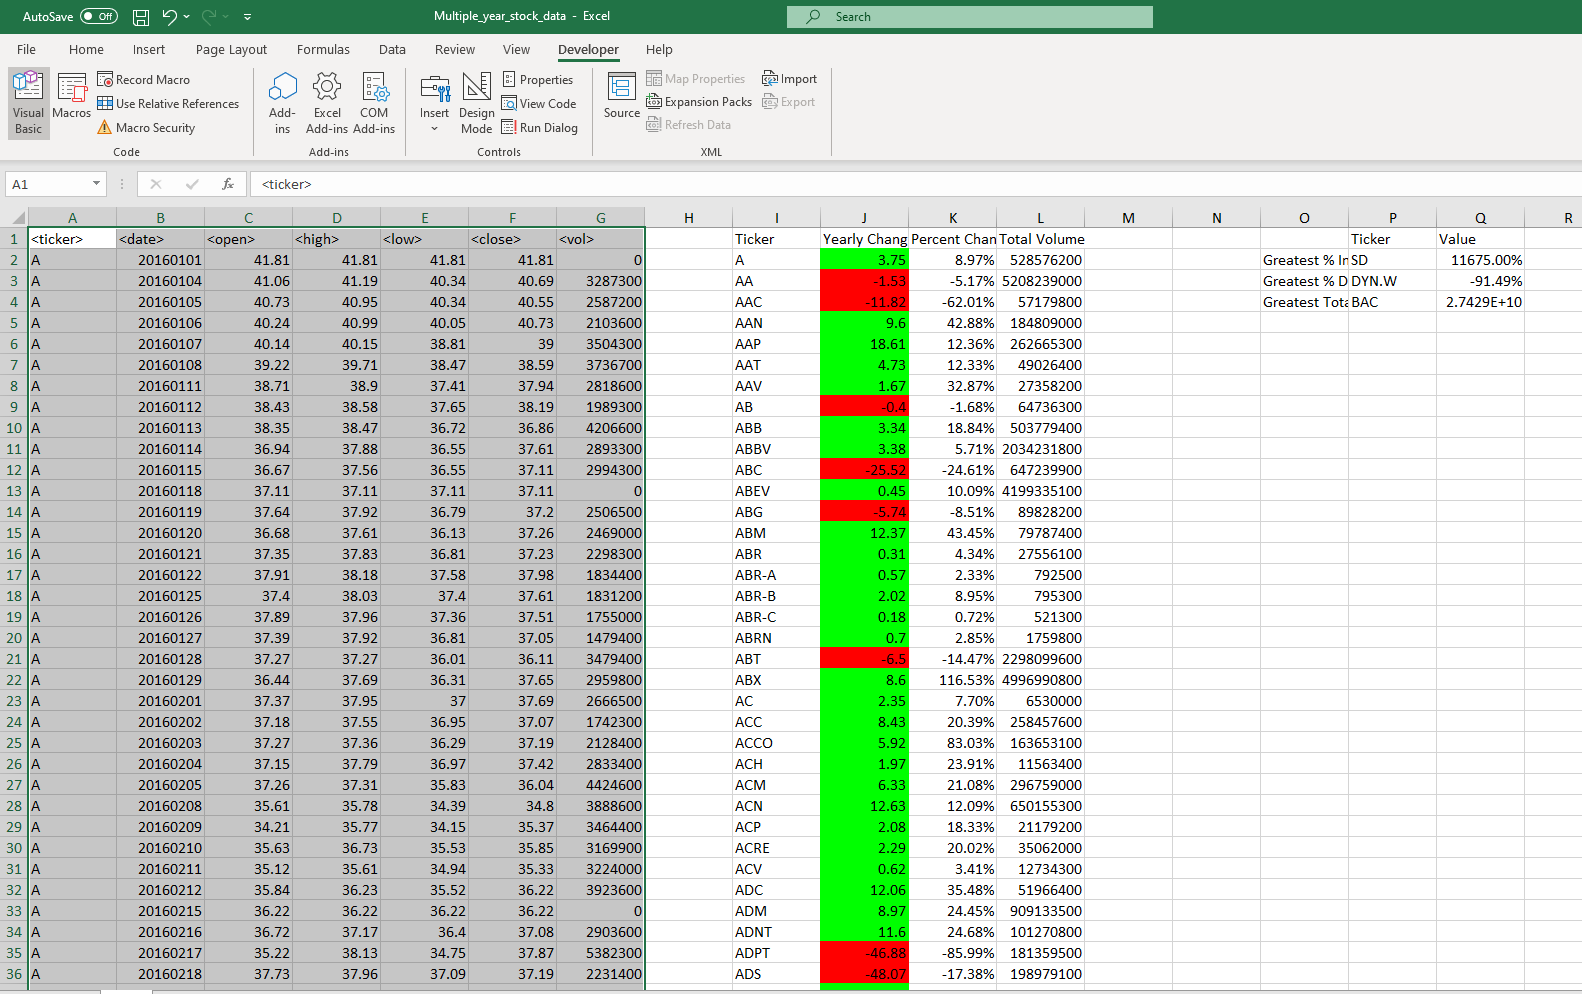 AutoSave Off Multiple_year_stock_data - Excel Search
File Home Insert Page Layout Formulas Data Review View Developer Help
Visual Basic
Macros
Record Macro
Use Relative References
Macro Security
Code
Add-ins
Excel Add-ins
COM Add-ins
Add-ins
Insert
Design Mode
Properties
View Code
Run Dialog
Controls
Source
Map Properties
Expansion Packs
Refresh Data
Import
Export
XML
A1 fx <ticker>
A B C D E F G H I J K L M N O P Q R
1 <ticker> <date> <open> <high> <low> <close> <vol> Ticker Yearly Chang Percent Chan Total Volume Ticker Value
2 A 20160101 41.81 41.81 41.81 41.81 0 A 3.75 8.97% 528576200 Greatest % In SD 11675.00%
3 A 20160104 41.06 41.19 40.34 40.69 3287300 AA -1.53 -5.17% 5208239000 Greatest % D DYN.W -91.49%
4 A 20160105 40.73 40.95 40.34 40.55 2587200 AAC -11.82 -62.01% 57179800 Greatest Tota BAC 2.7429E+10
5 A 20160106 40.24 40.99 40.05 40.73 2103600 AAN 9.6 42.88% 184809000
6 A 20160107 40.14 40.15 38.81 39 3504300 AAP 18.61 12.36% 262665300
7 A 20160108 39.22 39.71 38.47 38.59 3736700 AAT 4.73 12.33% 49026400
8 A 20160111 38.71 38.9 37.41 37.94 2818600 AAV 1.67 32.87% 27358200
9 A 20160112 38.43 38.58 37.65 38.19 1989300 AB -0.4 -1.68% 64736300
10 A 20160113 38.35 38.47 36.72 36.86 4206600 ABB 3.34 18.84% 503779400
11 A 20160114 36.94 37.88 36.55 37.61 2893300 ABBV 3.38 5.71% 2034231800
12 A 20160115 36.67 37.56 36.55 37.11 2994300 ABC -25.52 -24.61% 647239900
13 A 20160118 37.11 37.11 37.11 37.11 0 ABEV 0.45 10.09% 4199335100
14 A 20160119 37.64 37.92 36.79 37.2 2506500 ABG -5.74 -8.51% 89828200
15 A 20160120 36.68 37.61 36.13 37.26 2469000 ABM 12.37 43.45% 79787400
16 A 20160121 37.35 37.83 36.81 37.23 2298300 ABR 0.31 4.34% 27556100
17 A 20160122 37.91 38.18 37.58 37.98 1834400 ABR-A 0.57 2.33% 792500
18 A 20160125 37.4 38.03 37.4 37.61 1831200 ABR-B 2.02 8.95% 795300
19 A 20160126 37.89 37.96 37.36 37.51 1755000 ABR-C 0.18 0.72% 521300
20 A 20160127 37.39 37.92 36.81 37.05 1479400 ABRN 0.7 2.85% 1759800
21 A 20160128 37.27 37.27 36.01 36.11 3479400 ABT -6.5 -14.47% 2298099600
22 A 20160129 36.44 37.69 36.31 37.65 2959800 ABX 8.6 116.53% 4996990800
23 A 20160201 37.37 37.95 37 37.69 2666500 AC 2.35 7.70% 6530000
24 A 20160202 37.18 37.55 36.95 37.07 1742300 ACC 8.43 20.39% 258457600
25 A 20160203 37.27 37.36 36.29 37.19 2128400 ACCO 5.92 83.03% 163653100
26 A 20160204 37.15 37.79 36.97 37.42 2833400 ACH 1.97 23.91% 11563400
27 A 20160205 37.26 37.31 35.83 36.04 4424600 ACM 6.33 21.08% 296759000
28 A 20160208 35.61 35.78 34.39 34.8 3888600 ACN 12.63 12.09% 650155300
29 A 20160209 34.21 35.77 34.15 35.37 3464400 ACP 2.08 18.33% 21179200
30 A 20160210 35.63 36.73 35.53 35.85 3169900 ACRE 2.29 20.02% 35062000
31 A 20160211 35.12 35.61 34.94 35.33 3224000 ACV 0.62 3.41% 12734300
32 A 20160212 35.84 36.23 35.52 36.22 3923600 ADC 12.06 35.48% 51966400
33 A 20160215 36.22 36.22 36.22 36.22 0 ADM 8.97 24.45% 909133500
34 A 20160216 36.72 37.17 36.4 37.08 2903600 ADNT 11.6 24.68% 101270800
35 A 20160217 35.22 38.13 34.75 37.87 5382300 ADPT -46.88 -85.99% 181359500
36 A 20160218 37.73 37.96 37.09 37.19 2231400 ADS -48.07 -17.38% 198979100